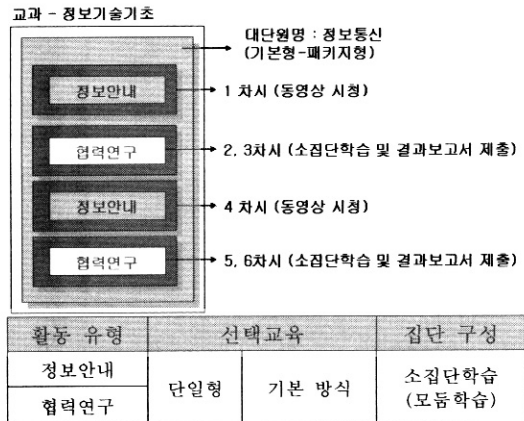 교과 - 정보기술기초
대단원명 : 정보통신
(기본형-패키지형)
정보안내
1 차시 (동영상 시청)
협력연구
2, 3차시 (소집단학습 및 결과보고서 제출)
정보안내
4 차시 (동영상 시청)
협력연구
5, 6차시 (소집단학습 및 결과보고서 제출)
활동 유형 선택교육 집단 구성
정보안내
단일형 기본 방식 소집단학습
(모둠학습)
협력연구